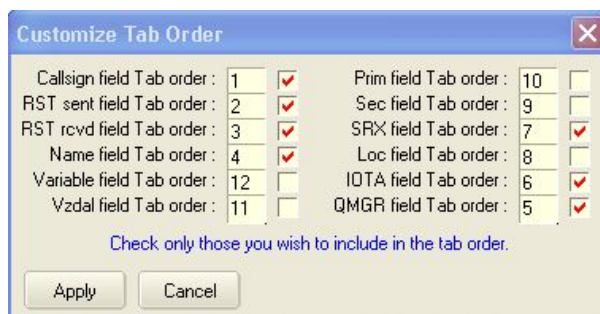 Customize Tab Order
Callsign field Tab order : 1
RST sent field Tab order : 2
RST rcvd field Tab order : 3
Name field Tab order : 4
Variable field Tab order : 12
Vzdal field Tab order : 11
Prim field Tab order : 10
Sec field Tab order : 9
SRX field Tab order : 7
Loc field Tab order : 8
IOTA field Tab order : 6
QMGR field Tab order : 5
Check only those you wish to include in the tab order.
Apply Cancel